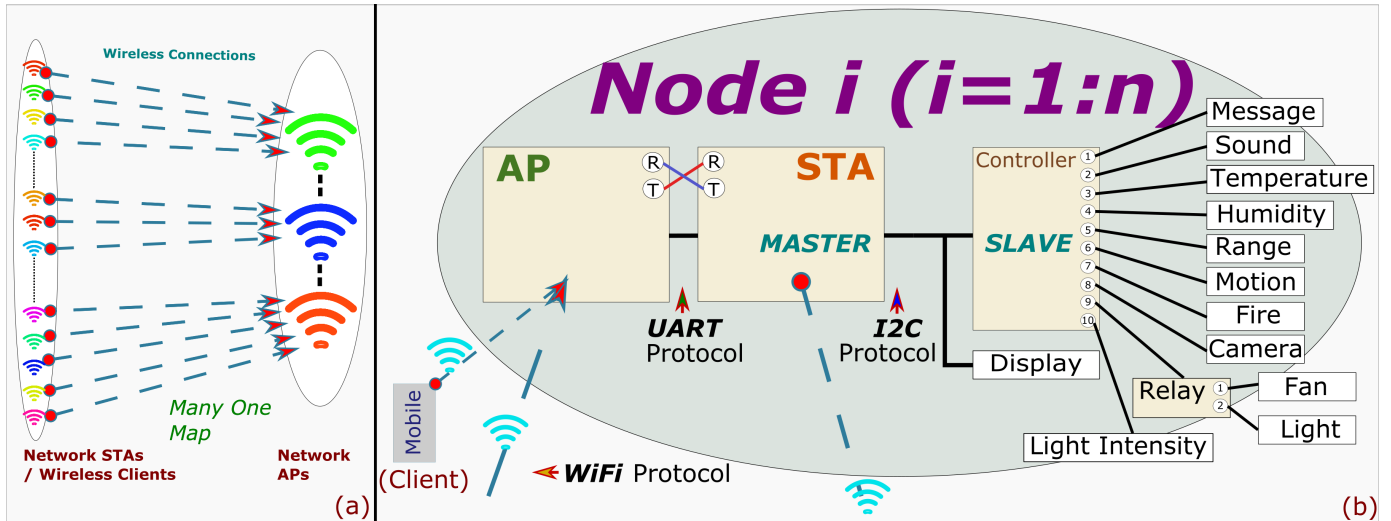 Wireless Connections
Many One
Map
Network STAs
/ Wireless Clients
Network
APs
(a)
Node i (i=1:n)
AP
R
T
R
T
STA
MASTER
Controller
SLAVE
1
2
3
4
5
6
7
8
9
10
Message
Sound
Temperature
Humidity
Range
Motion
Fire
Camera
Relay
1
2
Fan
Light
Light Intensity
Display
UART
Protocol
I2C
Protocol
Mobile
(Client)
WiFi Protocol
(b)